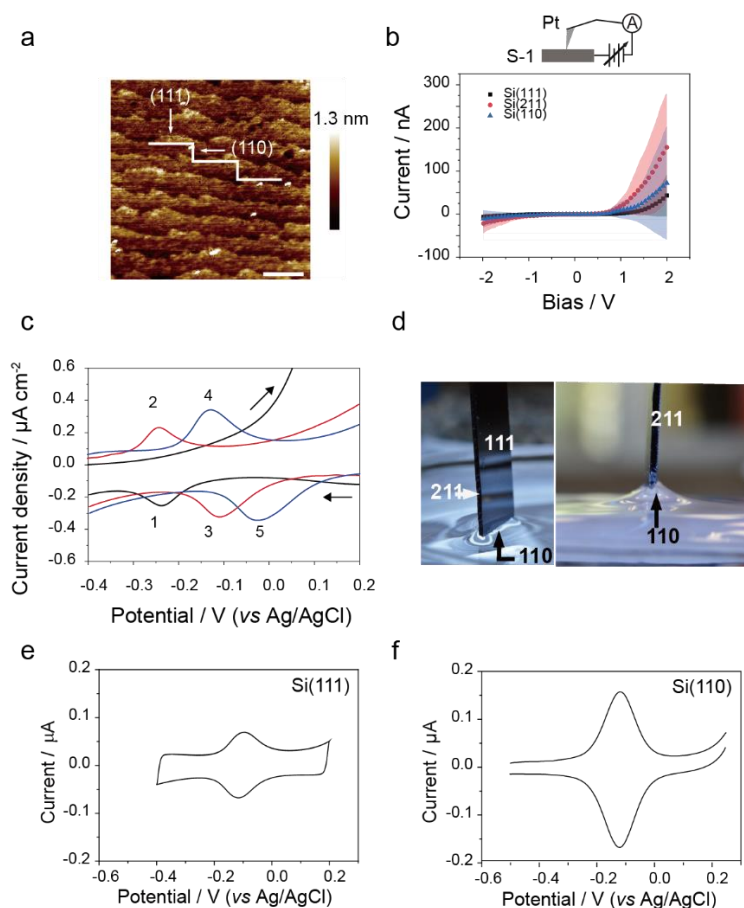 a
(111)
(110)
1.3 nm
b
Pt
A
S-1
Si(111)
Si(211)
Si(110)
300
200
100
0
-100
Current / nA
-2
-1
0
1
2
Bias / V
c
0.6
0.4
0.2
0.0
-0.2
-0.4
-0.6
Current density / µA cm⁻²
2
4
1
3
5
-0.4
-0.3
-0.2
-0.1
0.0
0.1
0.2
Potential / V (vs Ag/AgCl)
d
111
211
110
211
110
e
Si(111)
0.2
0.1
0.0
-0.1
-0.2
Current / µA
-0.6
-0.4
-0.2
0.0
0.2
Potential / V (vs Ag/AgCl)
f
Si(110)
0.2
0.1
0.0
-0.1
-0.2
Current / µA
-0.6
-0.4
-0.2
0.0
0.2
Potential / V (vs Ag/AgCl)